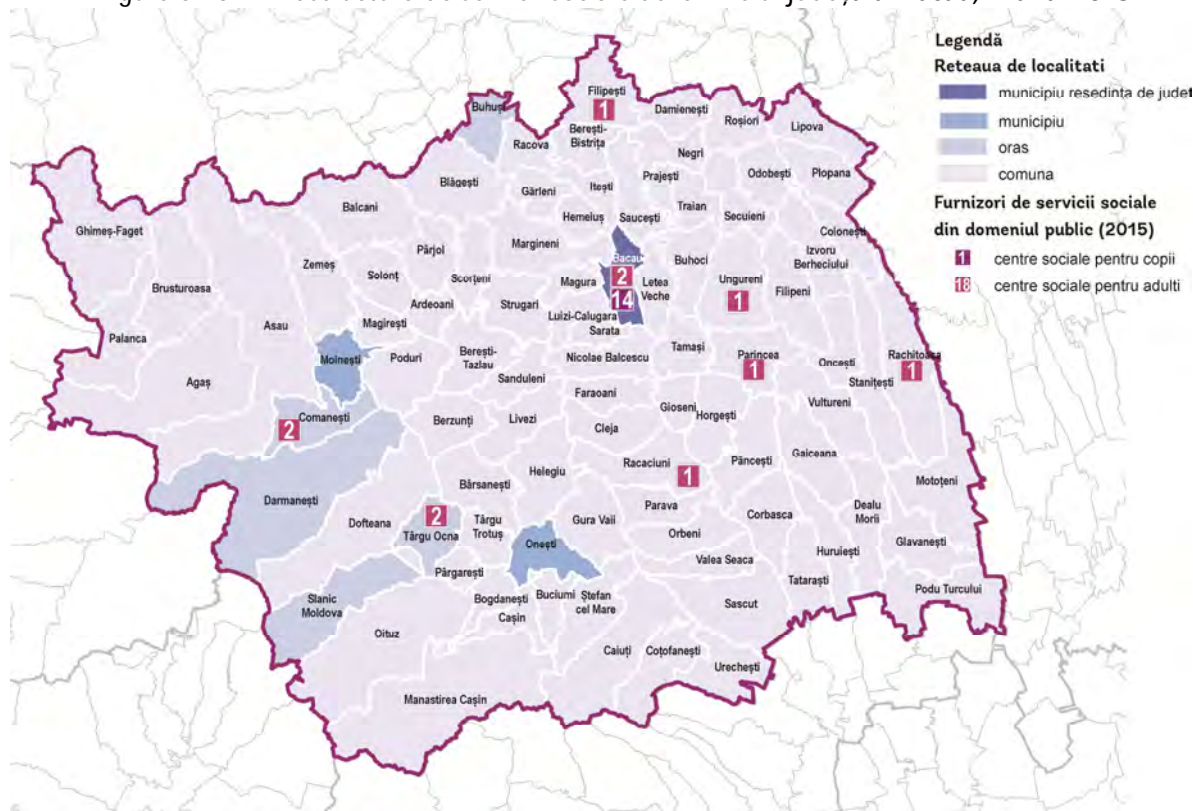 Legendă
Reteaua de localitati
municipiu resedinta de judet
municipiu
oras
comuna
Furnizori de servicii sociale
din domeniul public (2015)
1 centre sociale pentru copii
18 centre sociale pentru adulti
Filipești
1
Buhuși
Damienești
Roșiori
Lipova
Berești-
Bistrița
Racova
Negri
Blăgești
Gârleni
Itești
Prajești
Odobești
Plopana
Balcani
Hemeiuș
Saucești
Traian
Secuieni
Ghimeș-Faget
Colonești
Pârjol
Margineni
Bacau
2
14
Buhoci
Izvoru
Berheciului
Zemeș
Solonț
Scorțeni
Magura
Letea
Veche
Ungureni
1
Filipeni
Brusturoasa
Ardeoani
Strugari
Luizi-Calugara
Sarata
Asau
Magirești
Palanca
Moinești
Poduri
Berești-
Tazlau
Nicolae Balcescu
Tamași
Parincea
1
Oncești
Rachitoasa
1
Sanduleni
Stanițești
Agaș
Faraoani
Vultureni
Comanești
2
Berzunți
Livezi
Gioseni
Horgești
Cleja
Racaciuni
1
Pâncești
Gaiceana
Helegiu
Motoțeni
Bârsanești
Darmanești
2
Târgu Ocna
Dofteana
Târgu
Trotuș
Gura Vaii
Parava
Corbasca
Dealu
Morii
Orbeni
Glavanești
Onești
Valea Seaca
Huruiești
Pârgarești
Tataraști
Podu Turcului
Slanic
Moldova
Bogdanești
Buciumi
Ștefan
cel Mare
Cașin
Sascut
Oituz
Caiuți
Coțofanești
Urechești
Manastirea Cașin